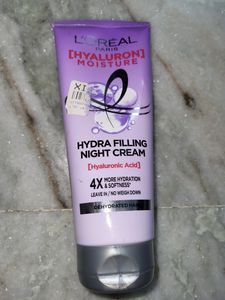 L'ORÉAL
PARIS
[HYALURON]
MOISTURE
HYDRA FILLING
NIGHT CREAM
[Hyaluronic Acid]
4X MORE HYDRATION
& SOFTNESS*
LEAVE IN / NO WEIGH DOWN
DEHYDRATED HAIR